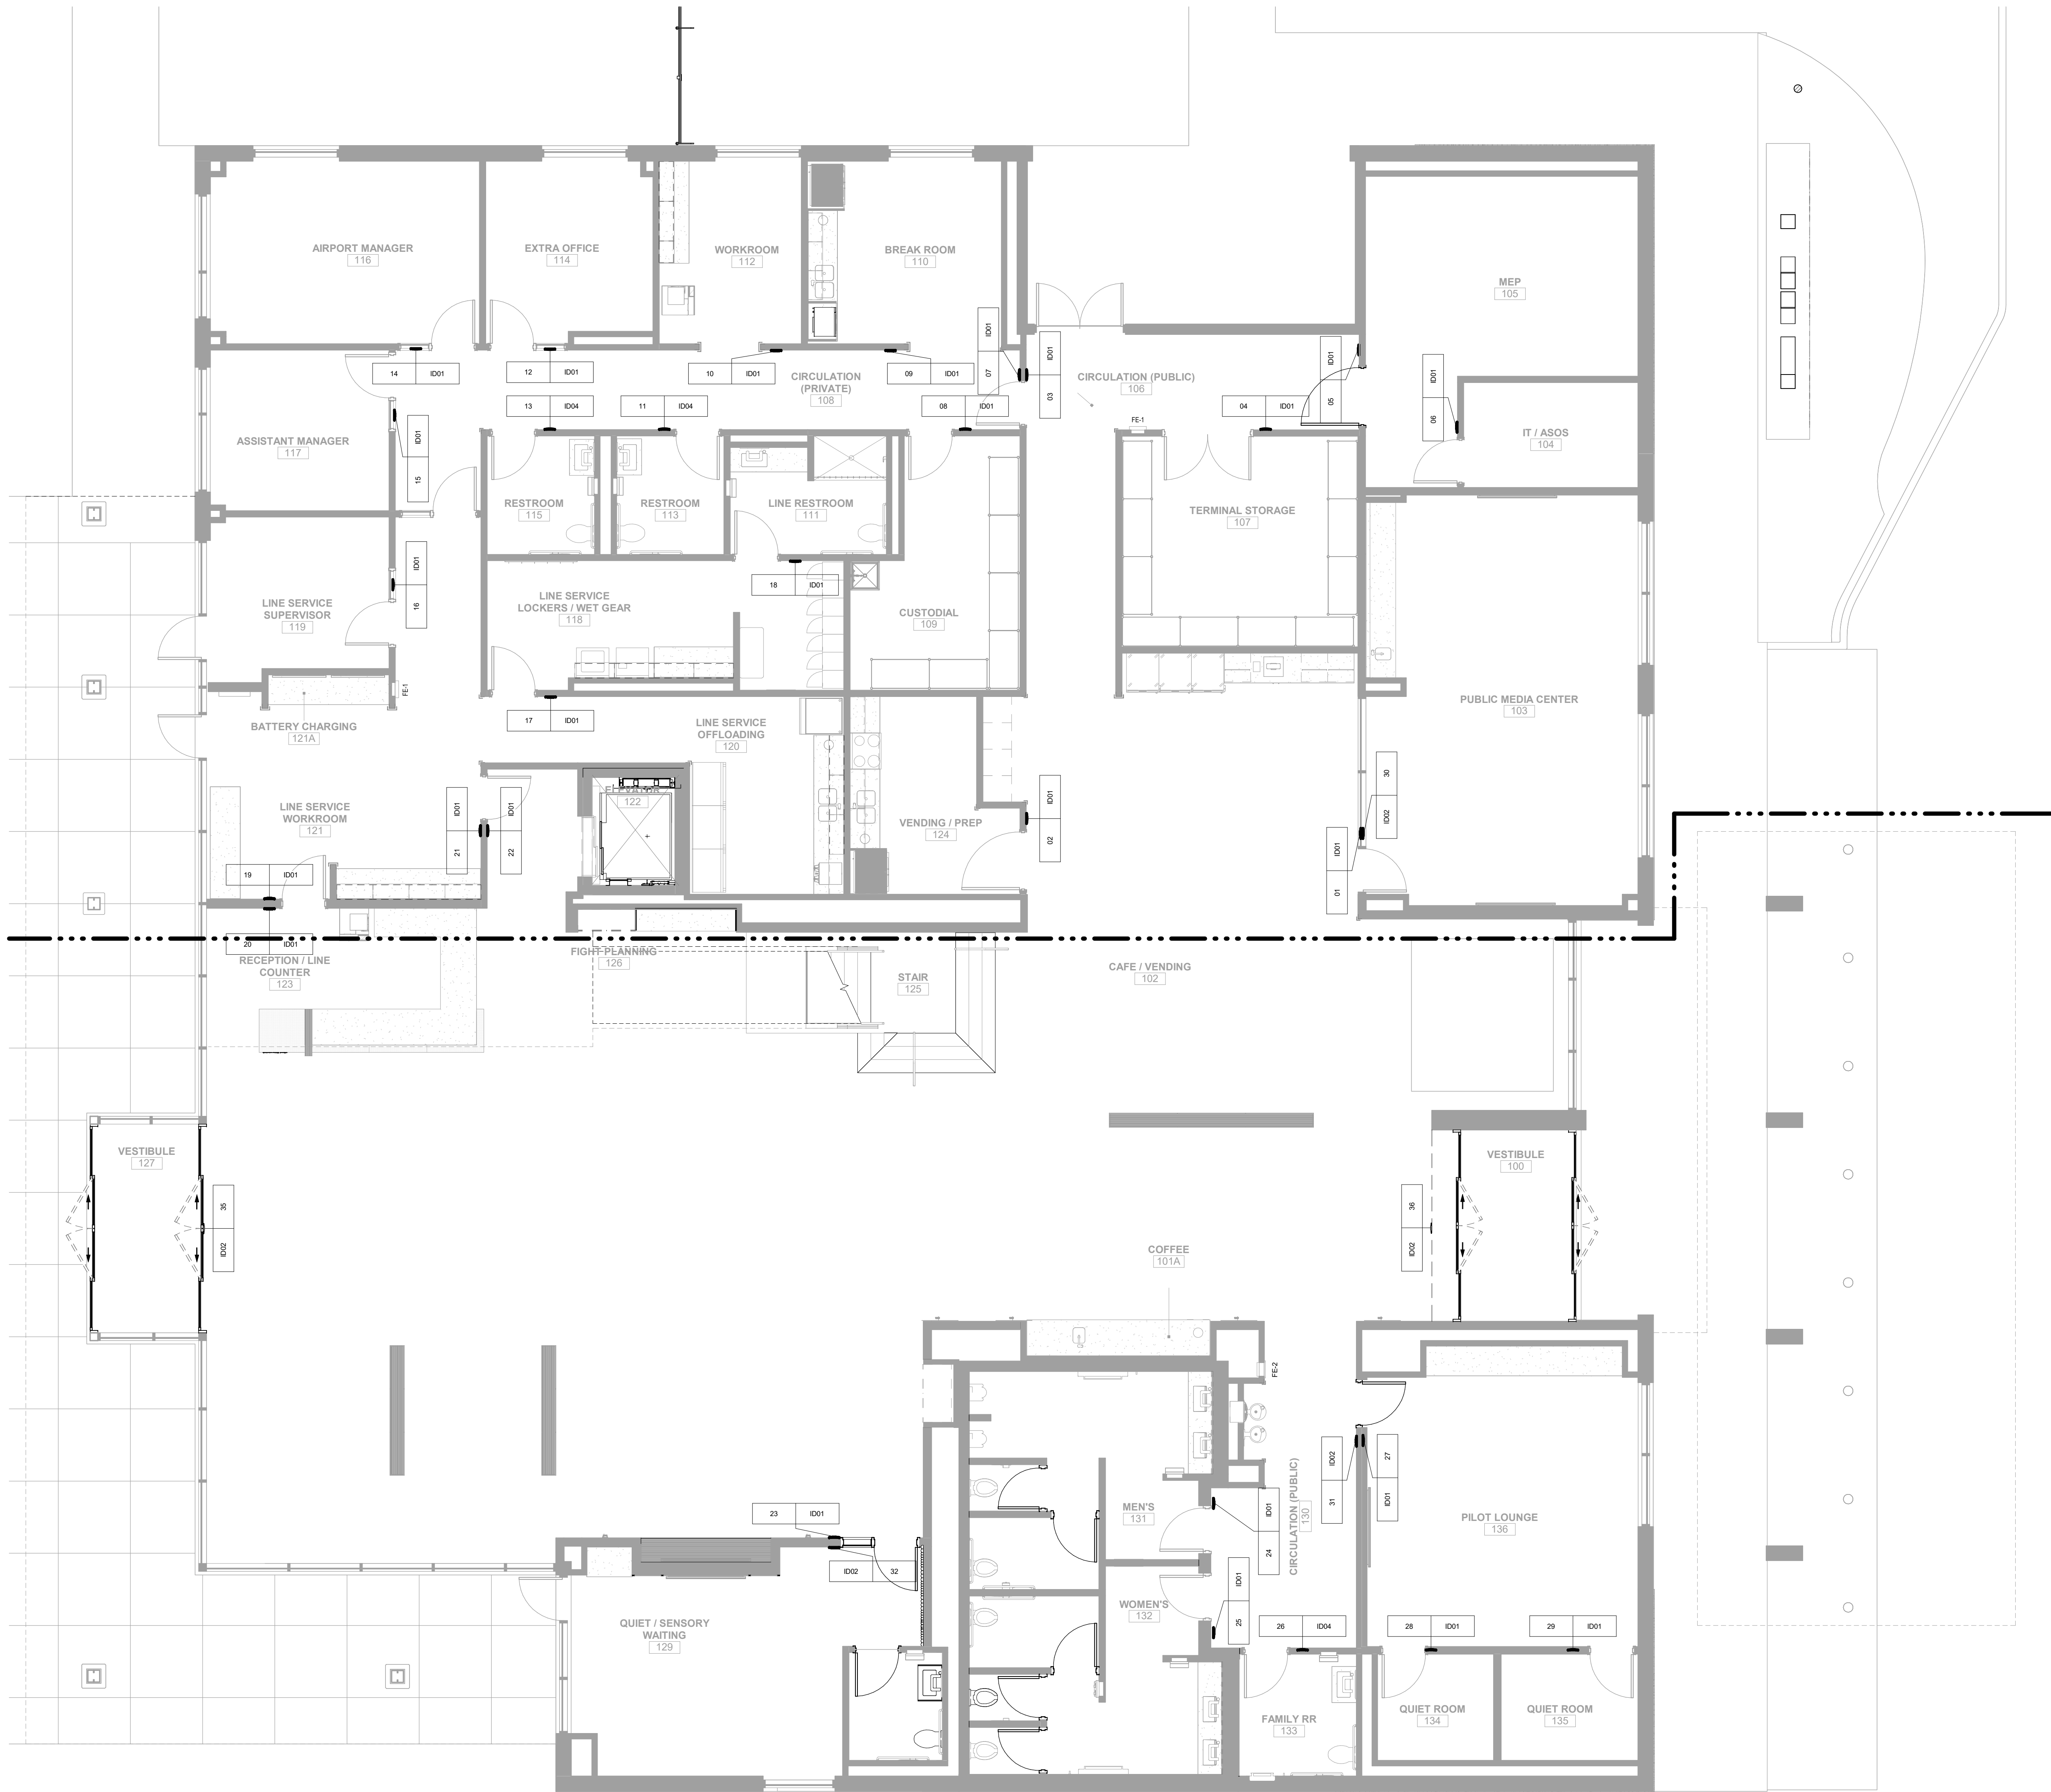 AIRPORT MANAGER
116
EXTRA OFFICE
114
WORKROOM
112
BREAK ROOM
110
MEP
105
14 ID01
12 ID01
10 ID01
09 ID01
07 ID01
03 ID01
05 ID01
06 ID01
CIRCULATION
(PRIVATE)
108
CIRCULATION (PUBLIC)
106
13 ID04
11 ID04
08 ID01
04 ID01
FE-1
ASSISTANT MANAGER
117
15 ID01
IT / ASOS
104
RESTROOM
115
RESTROOM
113
LINE RESTROOM
111
TERMINAL STORAGE
107
16 ID01
18 ID01
LINE SERVICE
SUPERVISOR
119
LINE SERVICE
LOCKERS / WET GEAR
118
CUSTODIAL
109
FE-1
PUBLIC MEDIA CENTER
103
BATTERY CHARGING
121A
17 ID01
LINE SERVICE
OFFLOADING
120
ELEVATOR
122
LINE SERVICE
WORKROOM
121
21 ID01
22 ID01
VENDING / PREP
124
02 ID01
ID02 30
01 ID01
19 ID01
20 ID01
RECEPTION / LINE
COUNTER
123
FIGHT PLANNING
126
STAIR
125
CAFE / VENDING
102
VESTIBULE
127
VESTIBULE
100
ID02 35
ID02 36
COFFEE
101A
FE-2
23 ID01
ID02 32
MEN'S
131
24 ID01
CIRCULATION (PUBLIC)
130
31 ID02
ID01 27
PILOT LOUNGE
136
QUIET / SENSORY
WAITING
129
WOMEN'S
132
25 ID01
26 ID04
28 ID01
29 ID01
FAMILY RR
133
QUIET ROOM
134
QUIET ROOM
135